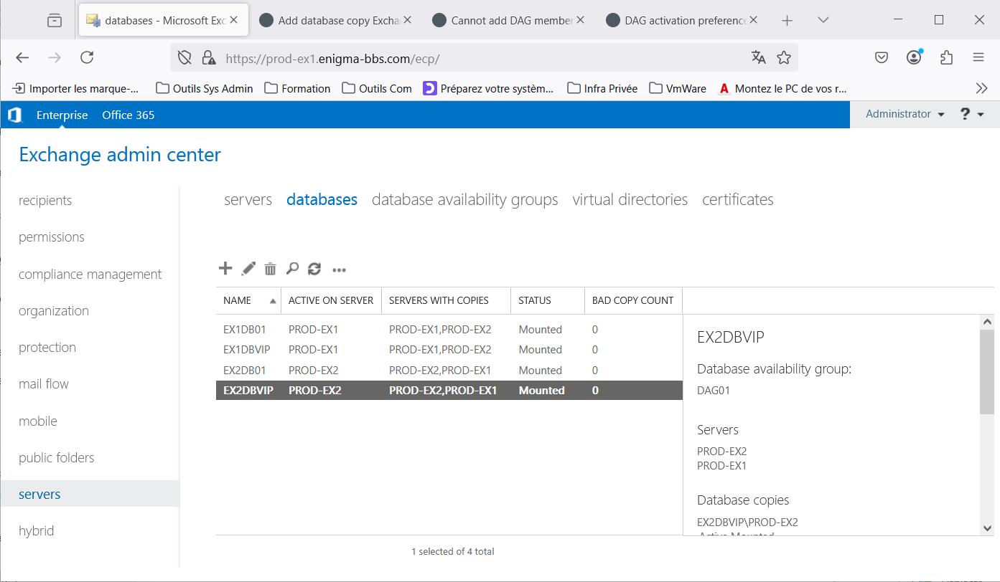 databases - Microsoft Exc
Add database copy Excha
Cannot add DAG member
DAG activation preference
https://prod-ex1.enigma-bbs.com/ecp/
Importer les marque-... Outils Sys Admin Formation Outils Com Préparez votre systèm... Infra Privée VmWare Montez le PC de vos r...
Enterprise Office 365 Administrator ?
Exchange admin center
recipients
permissions
compliance management
organization
protection
mail flow
mobile
public folders
servers
hybrid
servers databases database availability groups virtual directories certificates
NAME ACTIVE ON SERVER SERVERS WITH COPIES STATUS BAD COPY COUNT
EX1DB01 PROD-EX1 PROD-EX1,PROD-EX2 Mounted 0
EX1DBVIP PROD-EX1 PROD-EX1,PROD-EX2 Mounted 0
EX2DB01 PROD-EX2 PROD-EX2,PROD-EX1 Mounted 0
EX2DBVIP PROD-EX2 PROD-EX2,PROD-EX1 Mounted 0
1 selected of 4 total
EX2DBVIP
Database availability group:
DAG01
Servers
PROD-EX2
PROD-EX1
Database copies
EX2DBVIP\PROD-EX2
Active Mounted